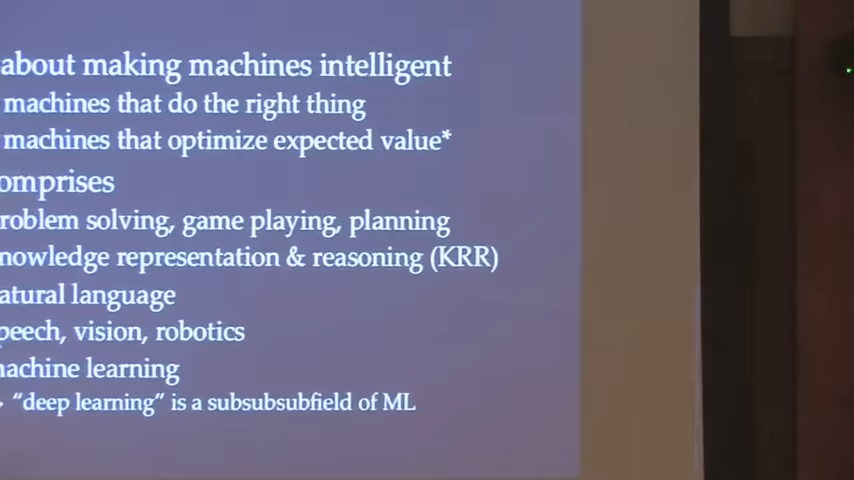 about making machines intelligent
machines that do the right thing
machines that optimize expected value*
omprises
roblem solving, game playing, planning
nowledge representation & reasoning (KRR)
atural language
peech, vision, robotics
machine learning
"deep learning" is a subsubsubfield of ML